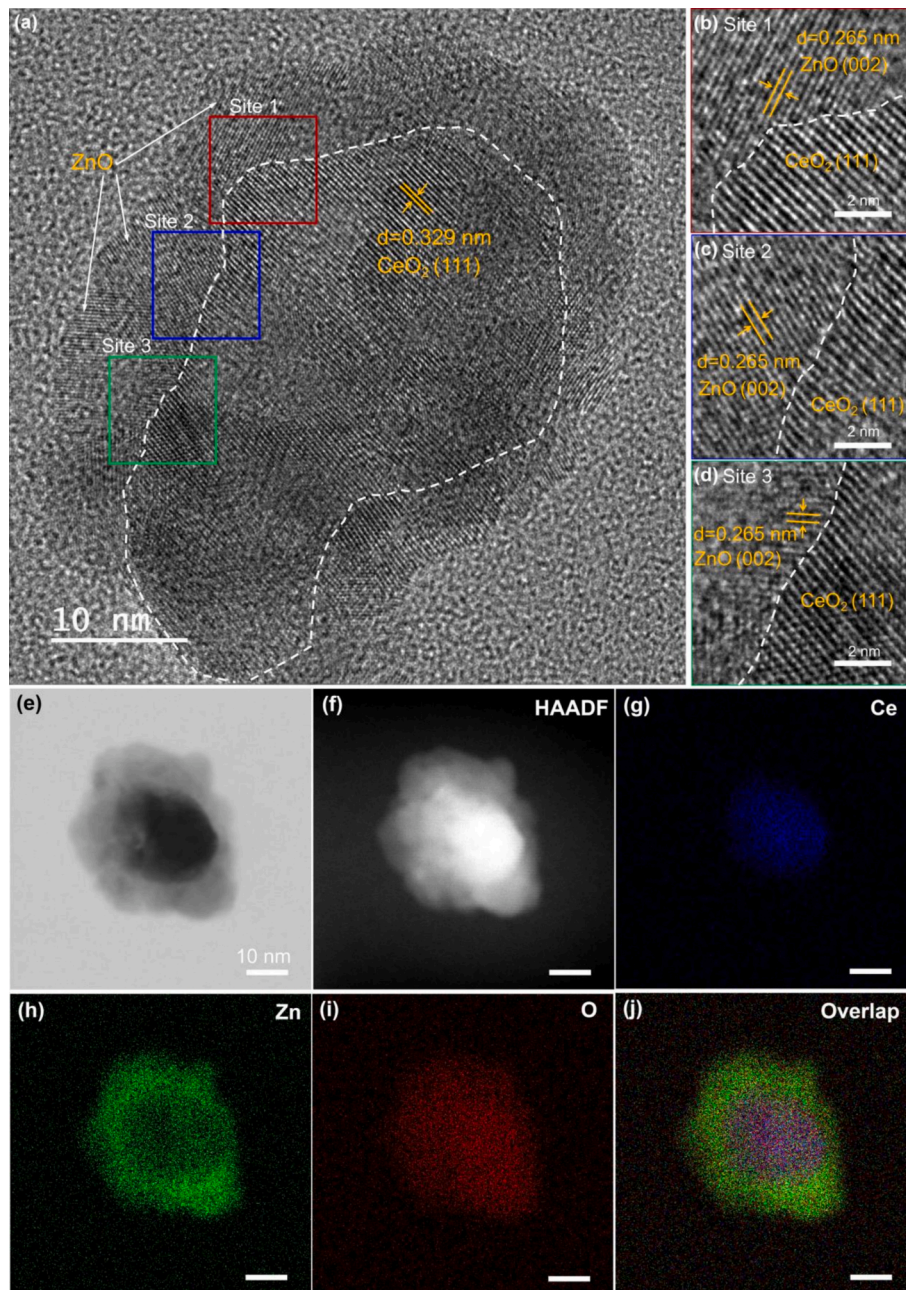 (a)
Site 1
ZnO
Site 2
d=0.329 nm
CeO₂ (111)
Site 3
10 nm
(b) Site 1
d=0.265 nm
ZnO (002)
CeO₂ (111)
2 nm
(c) Site 2
d=0.265 nm
ZnO (002)
CeO₂ (111)
2 nm
(d) Site 3
d=0.265 nm
ZnO (002)
CeO₂ (111)
2 nm
(e)
10 nm
(f) HAADF
(g) Ce
(h) Zn
(i) O
(j) Overlap